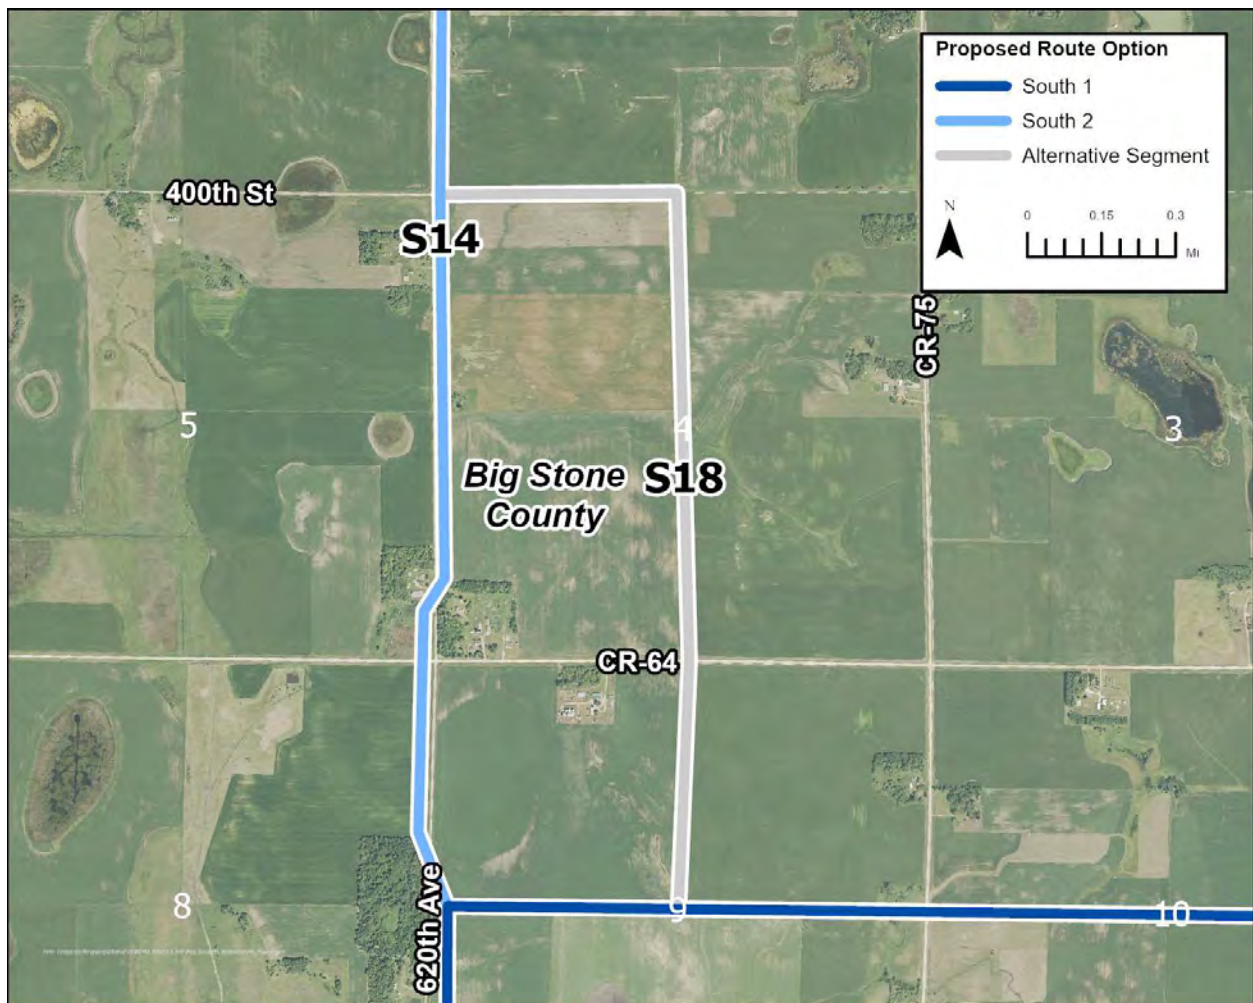 Proposed Route Option
South 1
South 2
Alternative Segment
N
0 0.15 0.3
Mi
400th St
S14
CR-75
5
4
3
Big Stone
County
S18
CR-64
8
620th Ave
9
10